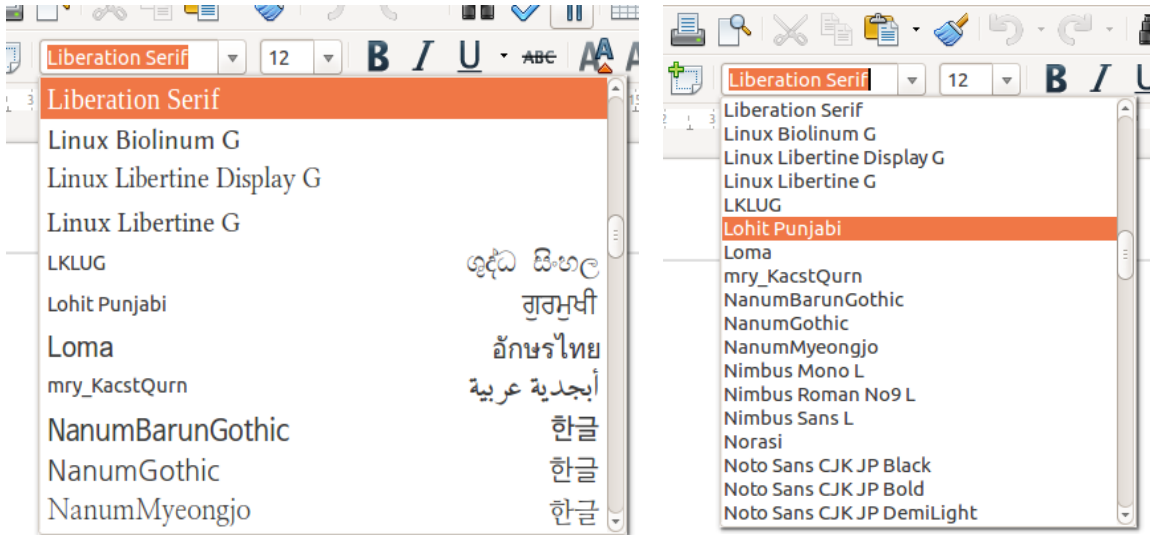 Liberation Serif 12 B I U ABC A
Liberation Serif
Linux Biolinum G
Linux Libertine Display G
Linux Libertine G
LKLUG ශුද්ධ සිංහල
Lohit Punjabi ਗੁਰਮੁਖੀ
Loma อักษรไทย
mry_KacstQurn أبجدية عربية
NanumBarunGothic 한글
NanumGothic 한글
NanumMyeongjo 한글
Liberation Serif 12 B I U
Liberation Serif
Linux Biolinum G
Linux Libertine Display G
Linux Libertine G
LKLUG
Lohit Punjabi
Loma
mry_KacstQurn
NanumBarunGothic
NanumGothic
NanumMyeongjo
Nimbus Mono L
Nimbus Roman No9 L
Nimbus Sans L
Norasi
Noto Sans CJK JP Black
Noto Sans CJK JP Bold
Noto Sans CJK JP DemiLight